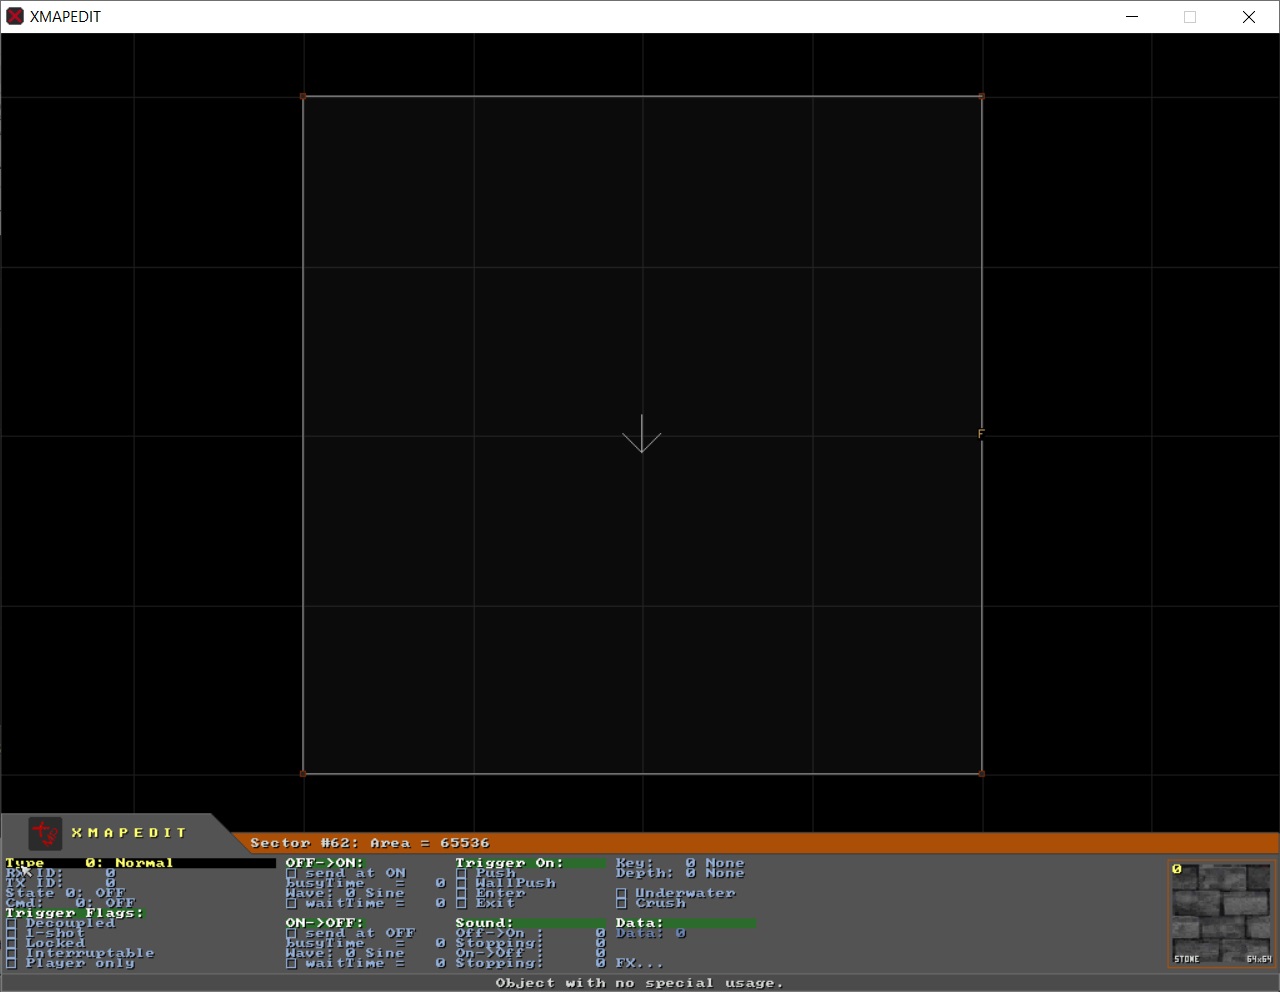 XMAPEDIT
F
XMAPEDIT
Sector #62: Area = 65536
Type 0: Normal
RX ID: 0
TX ID: 0
State 0: OFF
Cmd: 0: OFF
Trigger Flags:
Decoupled
1-shot
Locked
Interruptable
Player only
OFF->ON:
send at ON
busyTime = 0
Wave: 0 Sine
waitTime = 0
ON->OFF:
send at OFF
busyTime = 0
Wave: 0 Sine
waitTime = 0
Trigger On:
Push
WallPush
Enter
Exit
Sound:
Off->On : 0
Stopping: 0
On->Off : 0
Stopping: 0
Key: 0 None
Depth: 0 None
Underwater
Crush
Data:
Data: 0
FX...
0
STONE 64x64
Object with no special usage.